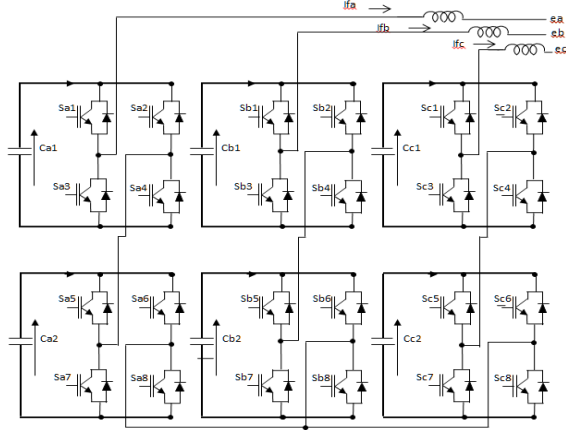 Ifa
ea
Ifb
eb
Ifc
ec
Sa1 Sa2 Sb1 Sb2 Sc1 Sc2
Ca1 Cb1 Cc1
Sa3 Sa4 Sb3 Sb4 Sc3 Sc4
Sa5 Sa6 Sb5 Sb6 Sc5 Sc6
Ca2 Cb2 Cc2
Sa7 Sa8 Sb7 Sb8 Sc7 Sc8